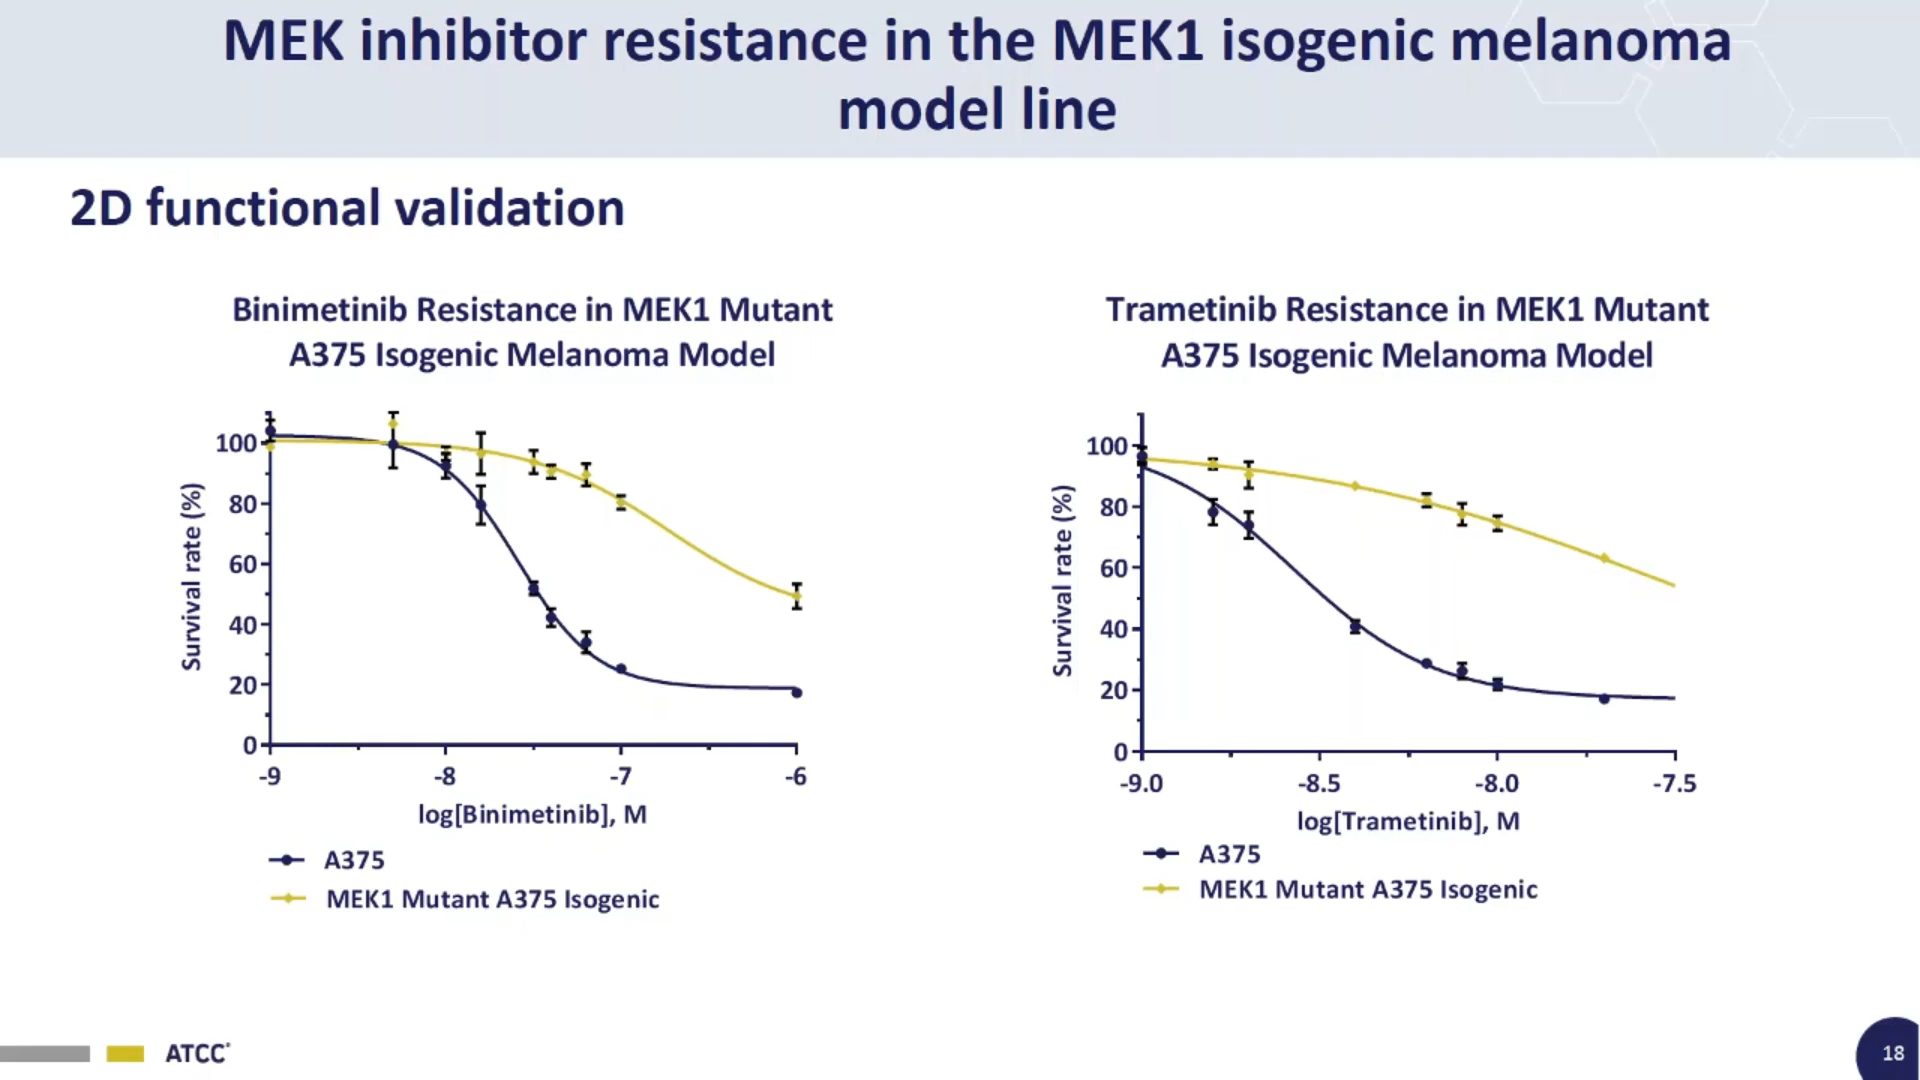 MEK inhibitor resistance in the MEK1 isogenic melanoma
model line
2D functional validation
Binimetinib Resistance in MEK1 Mutant
A375 Isogenic Melanoma Model
Survival rate (%)
100
80
60
40
20
0
-9
-8
-7
-6
log[Binimetinib], M
A375
MEK1 Mutant A375 Isogenic
Trametinib Resistance in MEK1 Mutant
A375 Isogenic Melanoma Model
Survival rate (%)
100
80
60
40
20
0
-9.0
-8.5
-8.0
-7.5
log[Trametinib], M
A375
MEK1 Mutant A375 Isogenic
ATCC®
18